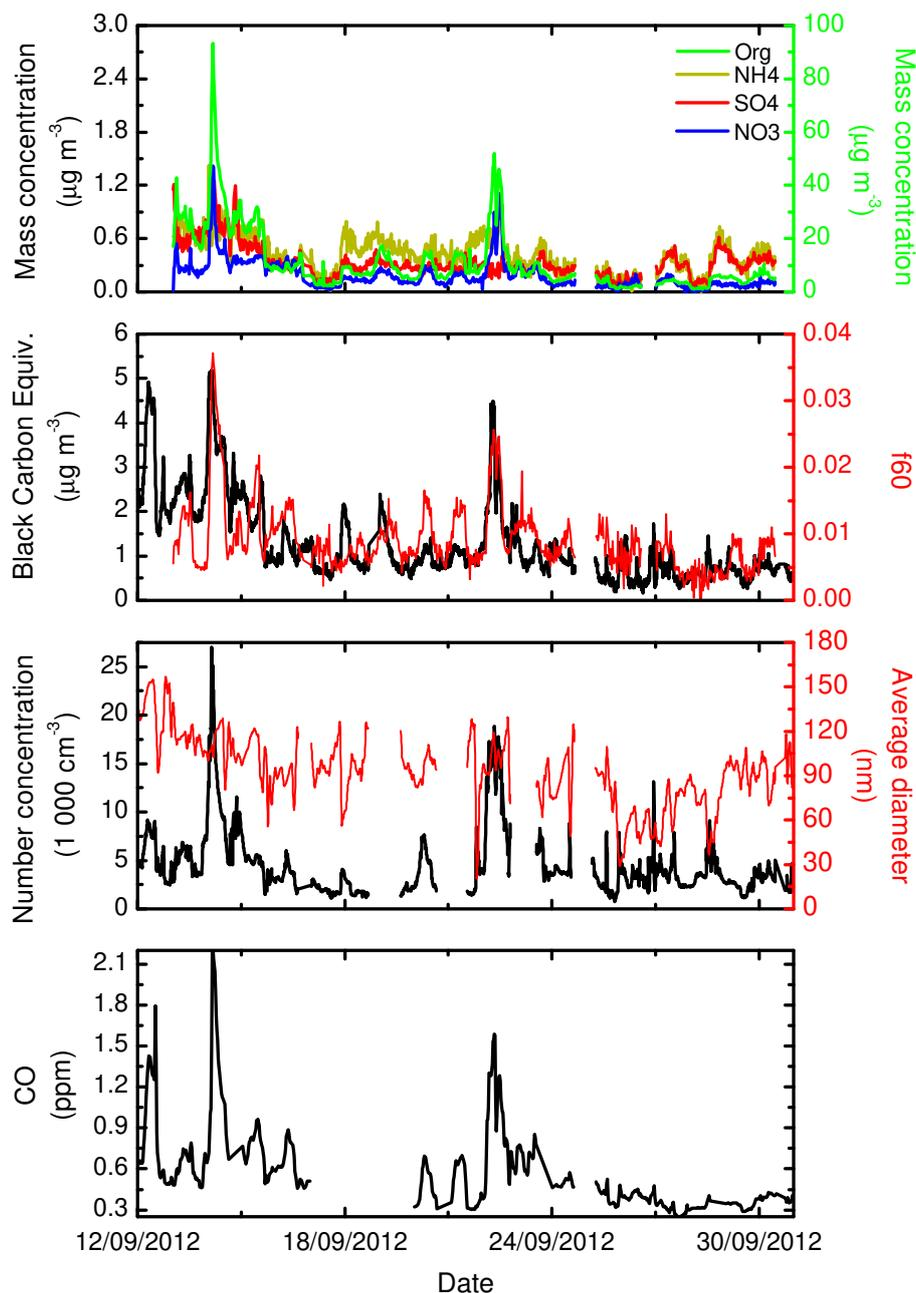 Mass concentration
(µg m-3)
3.0
2.4
1.8
1.2
0.6
0.0
Org
NH4
SO4
NO3
100
80
60
40
20
0
Mass concentration
(µg m-3)
Black Carbon Equiv.
(µg m-3)
6
5
4
3
2
1
0
0.04
0.03
0.02
0.01
0.00
f60
Number concentration
(1 000 cm-3)
25
20
15
10
5
0
180
150
120
90
60
30
0
Average diameter
(nm)
CO
(ppm)
2.1
1.8
1.5
1.2
0.9
0.6
0.3
12/09/2012 18/09/2012 24/09/2012 30/09/2012
Date